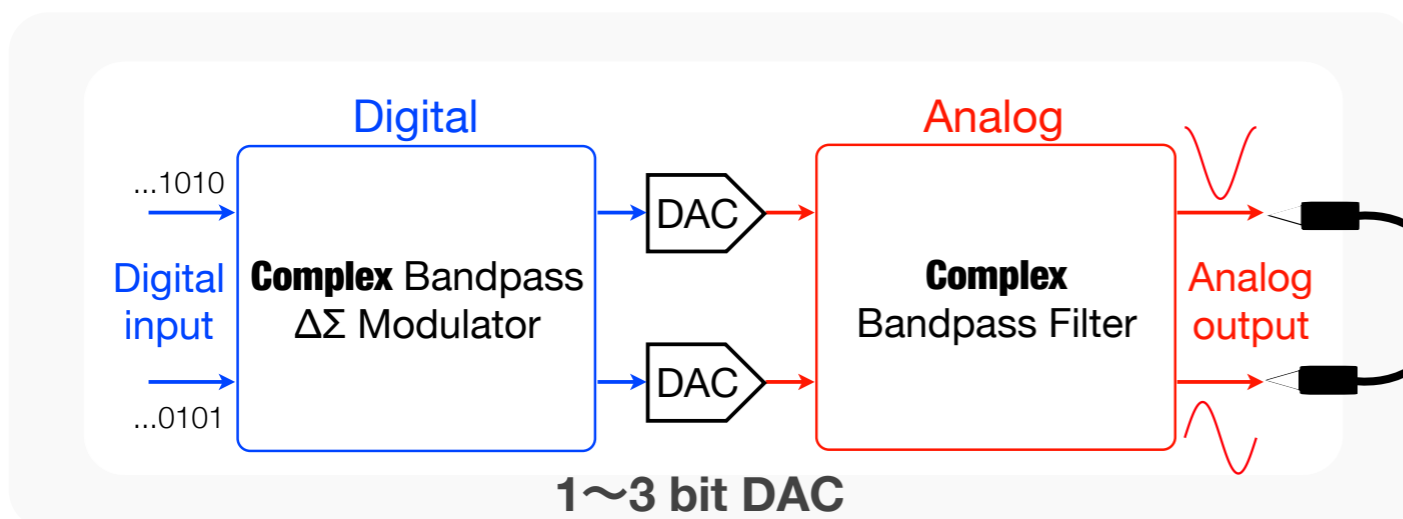 Digital
Analog
...1010
DAC
Digital
input
Complex Bandpass
ΔΣ Modulator
Complex
Bandpass Filter
Analog
output
DAC
...0101
1〜3 bit DAC